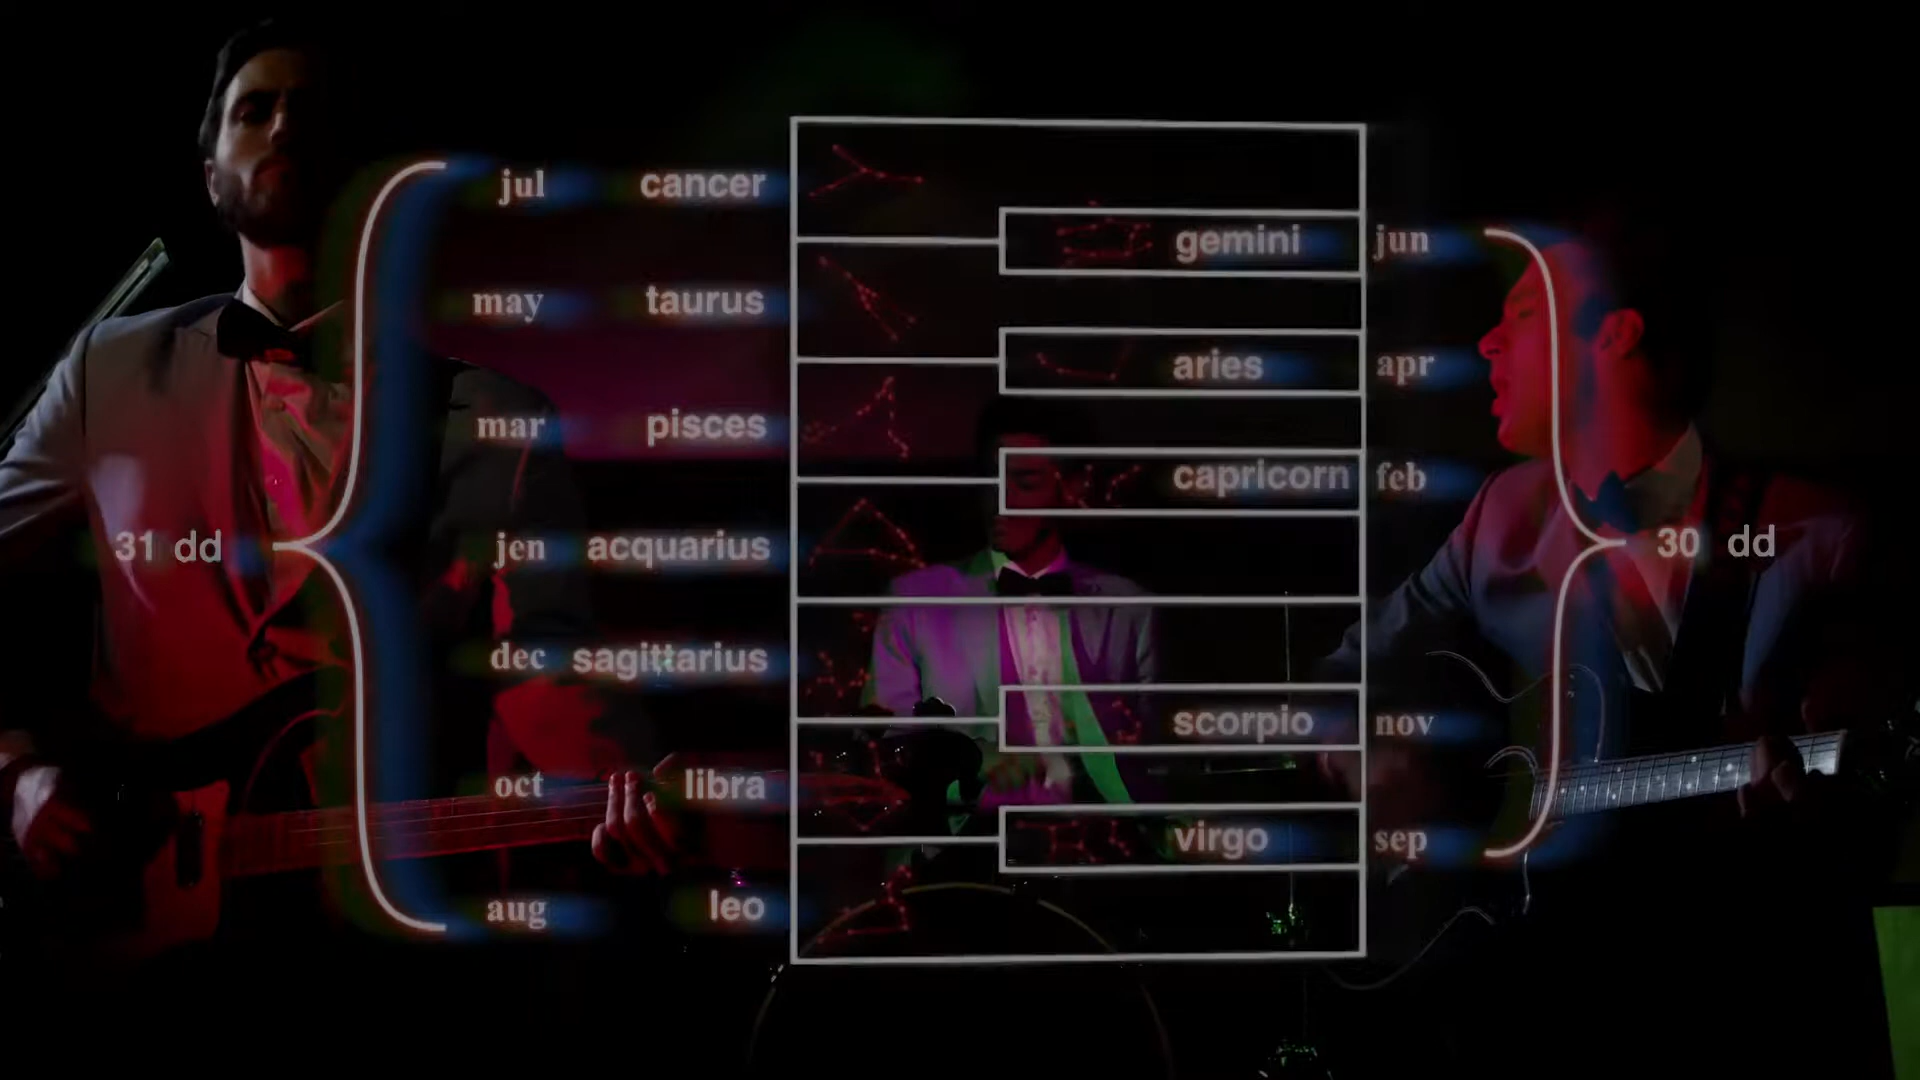 jul cancer
gemini jun
may taurus
aries apr
mar pisces
capricorn feb
31 dd
jen acquarius
30 dd
dec sagittarius
scorpio nov
oct libra
virgo sep
aug leo